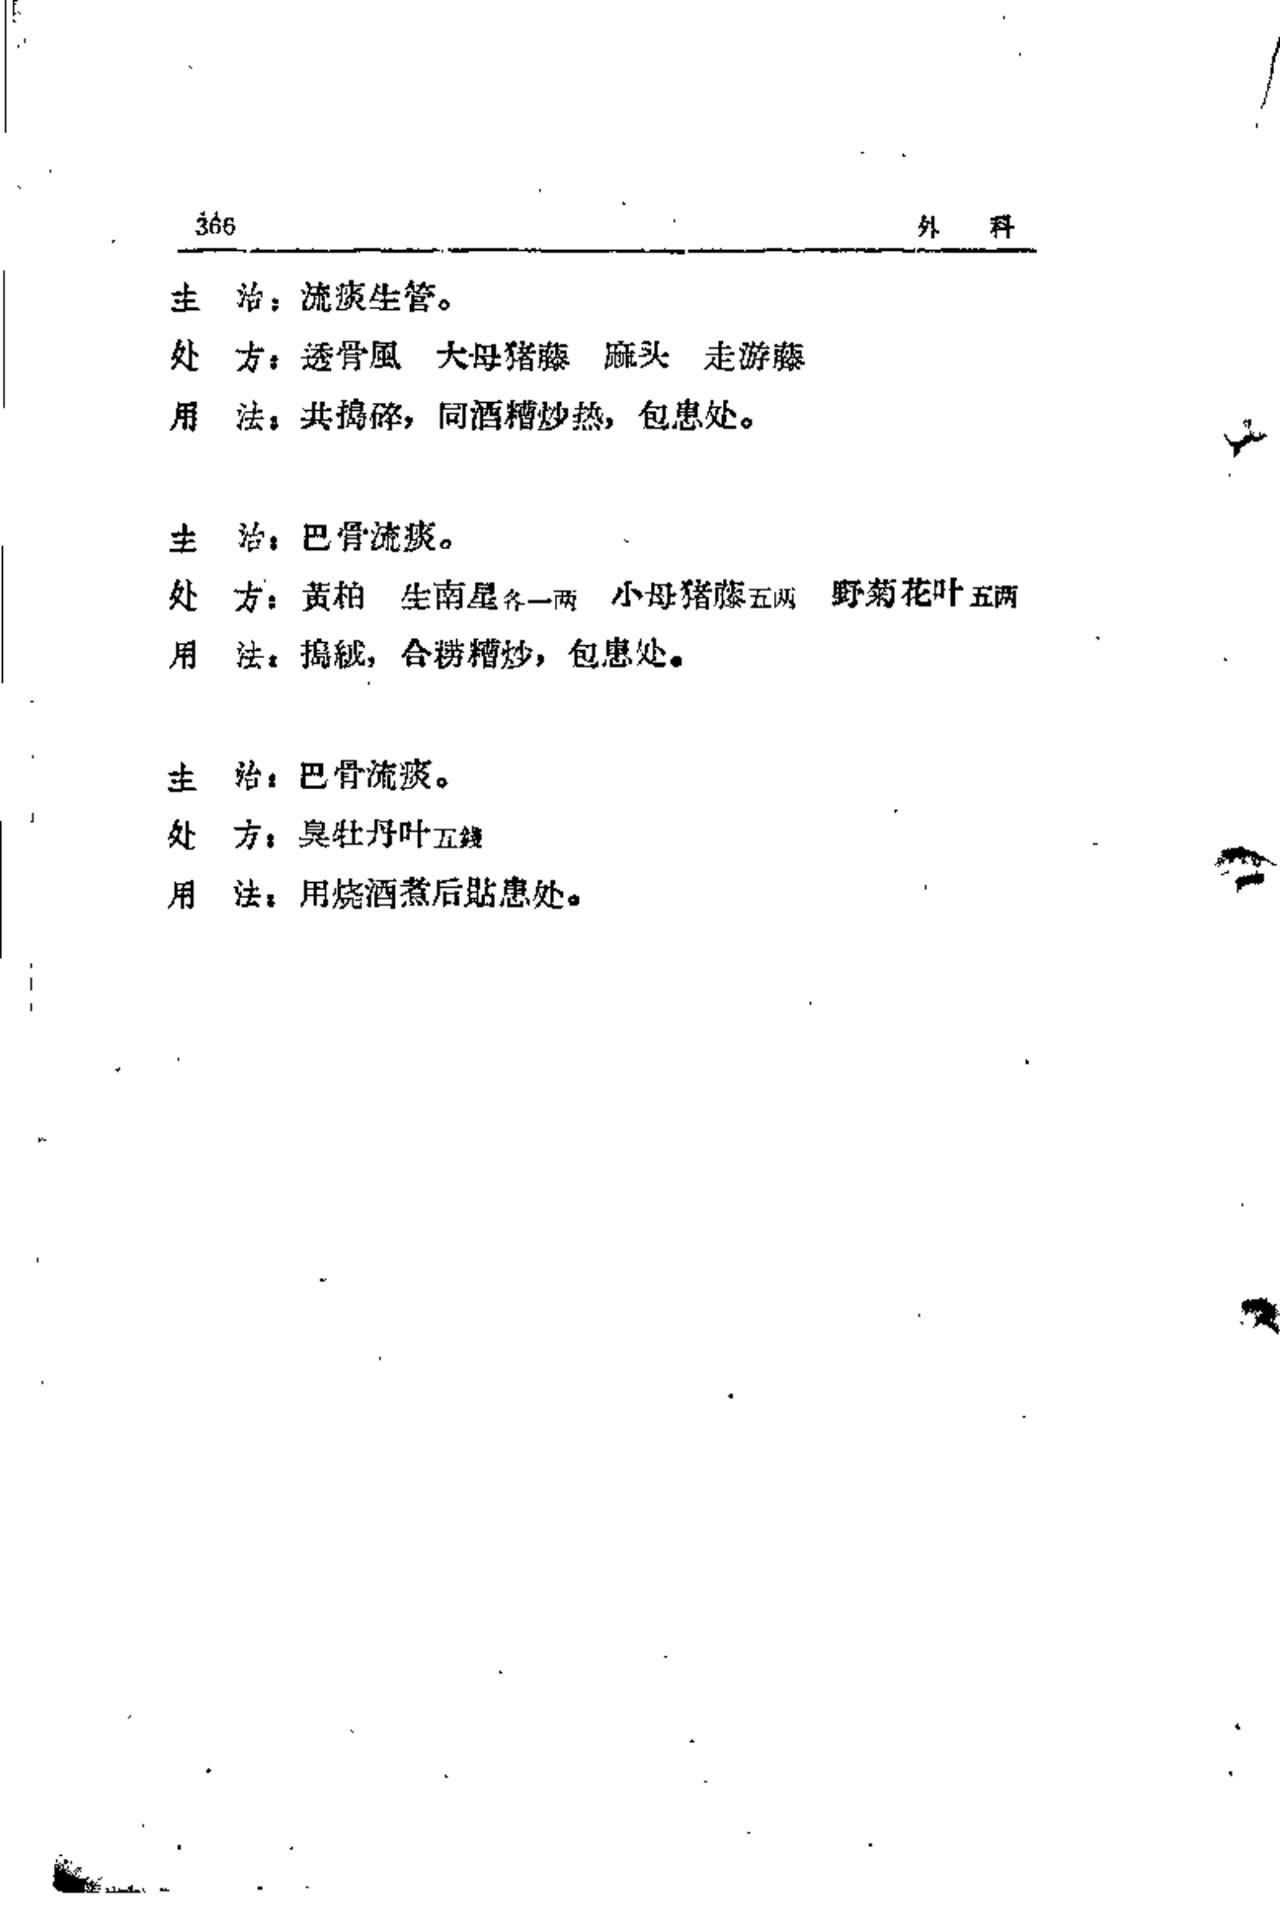 366 外 科
主 治：流痰生管。
处 方：透骨風 大母猪藤 麻头 走游藤
用 法：共搗碎，同酒糟炒热，包患处。
主 治：巴骨流痰。
处 方：黃柏 生南星各一两 小母猪藤五两 野菊花叶五两
用 法：搗絨，合醪糟炒，包患处。
主 治：巴骨流痰。
处 方：臭牡丹叶五錢
用 法：用烧酒煮后貼患处。